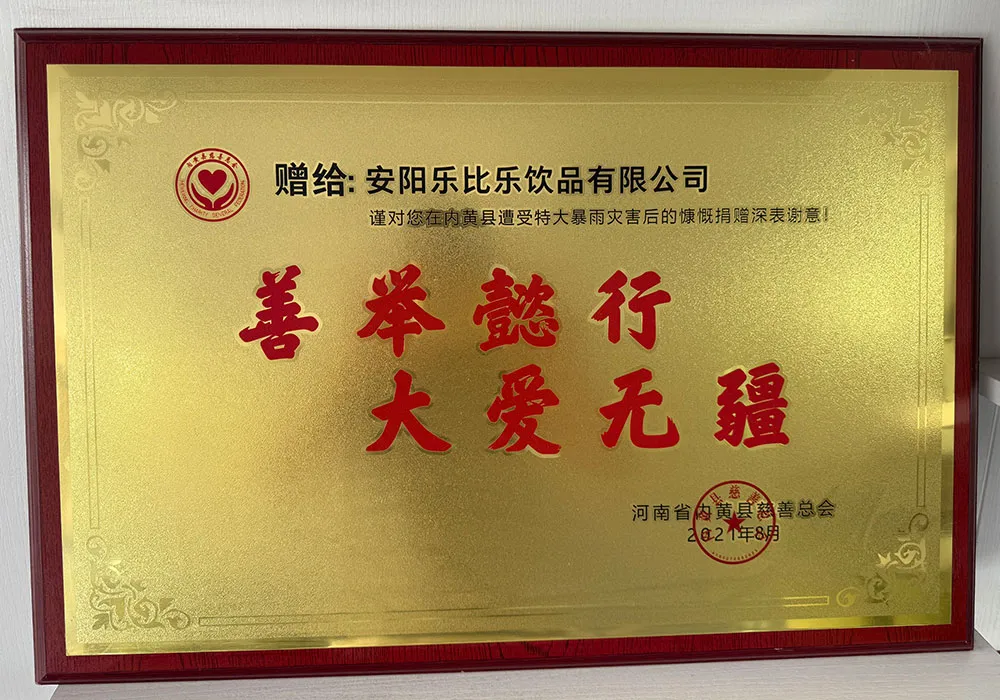 赠给:安阳乐比乐饮品有限公司
谨对您在内黄县遭受特大暴雨灾害后的慷慨捐赠深表谢意!
善举懿行
大爱无疆
河南省内黄县慈善总会
2021年8月